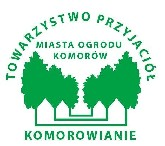 TOWARZYSTWO PRZYJACIÓŁ
MIASTA OGRODU
KOMORÓW
KOMOROWIANIE